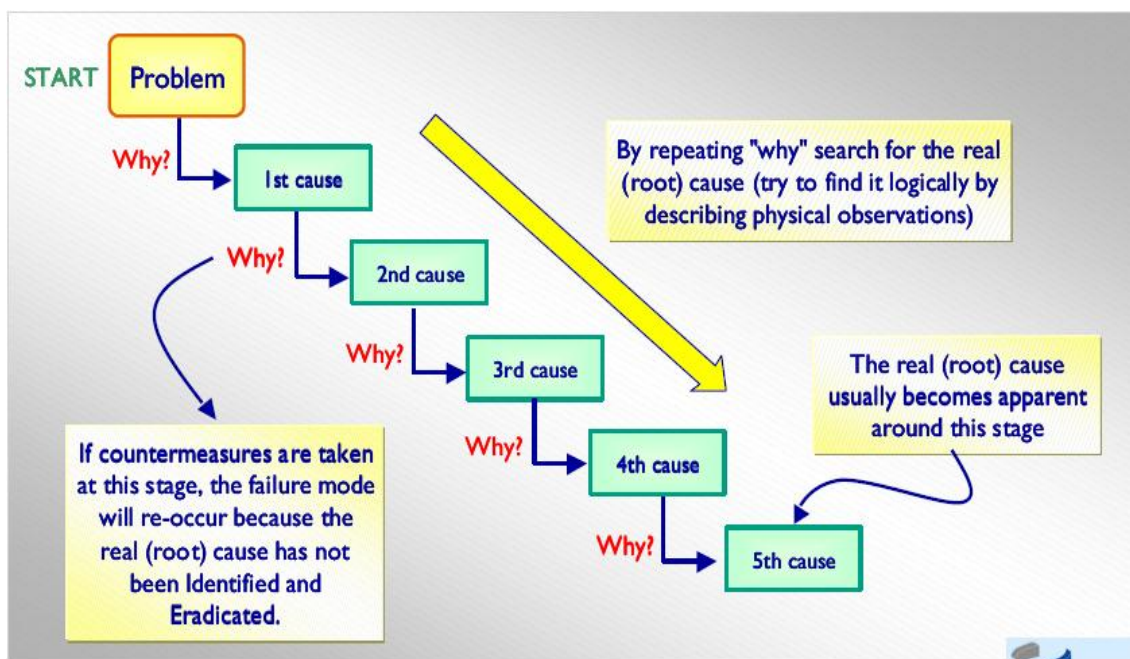 START
Problem
Why?
1st cause
Why?
2nd cause
Why?
3rd cause
Why?
4th cause
Why?
5th cause
By repeating "why" search for the real
(root) cause (try to find it logically by
describing physical observations)
The real (root) cause
usually becomes apparent
around this stage
If countermeasures are taken
at this stage, the failure mode
will re-occur because the
real (root) cause has not
been Identified and
Eradicated.